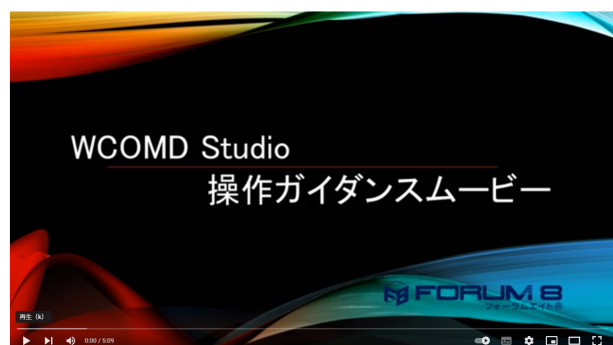 WCOMD Studio
操作ガイダンスムービー
FORUM 8
フォーラムエイト®
再生 (k)
0:00 / 5:09